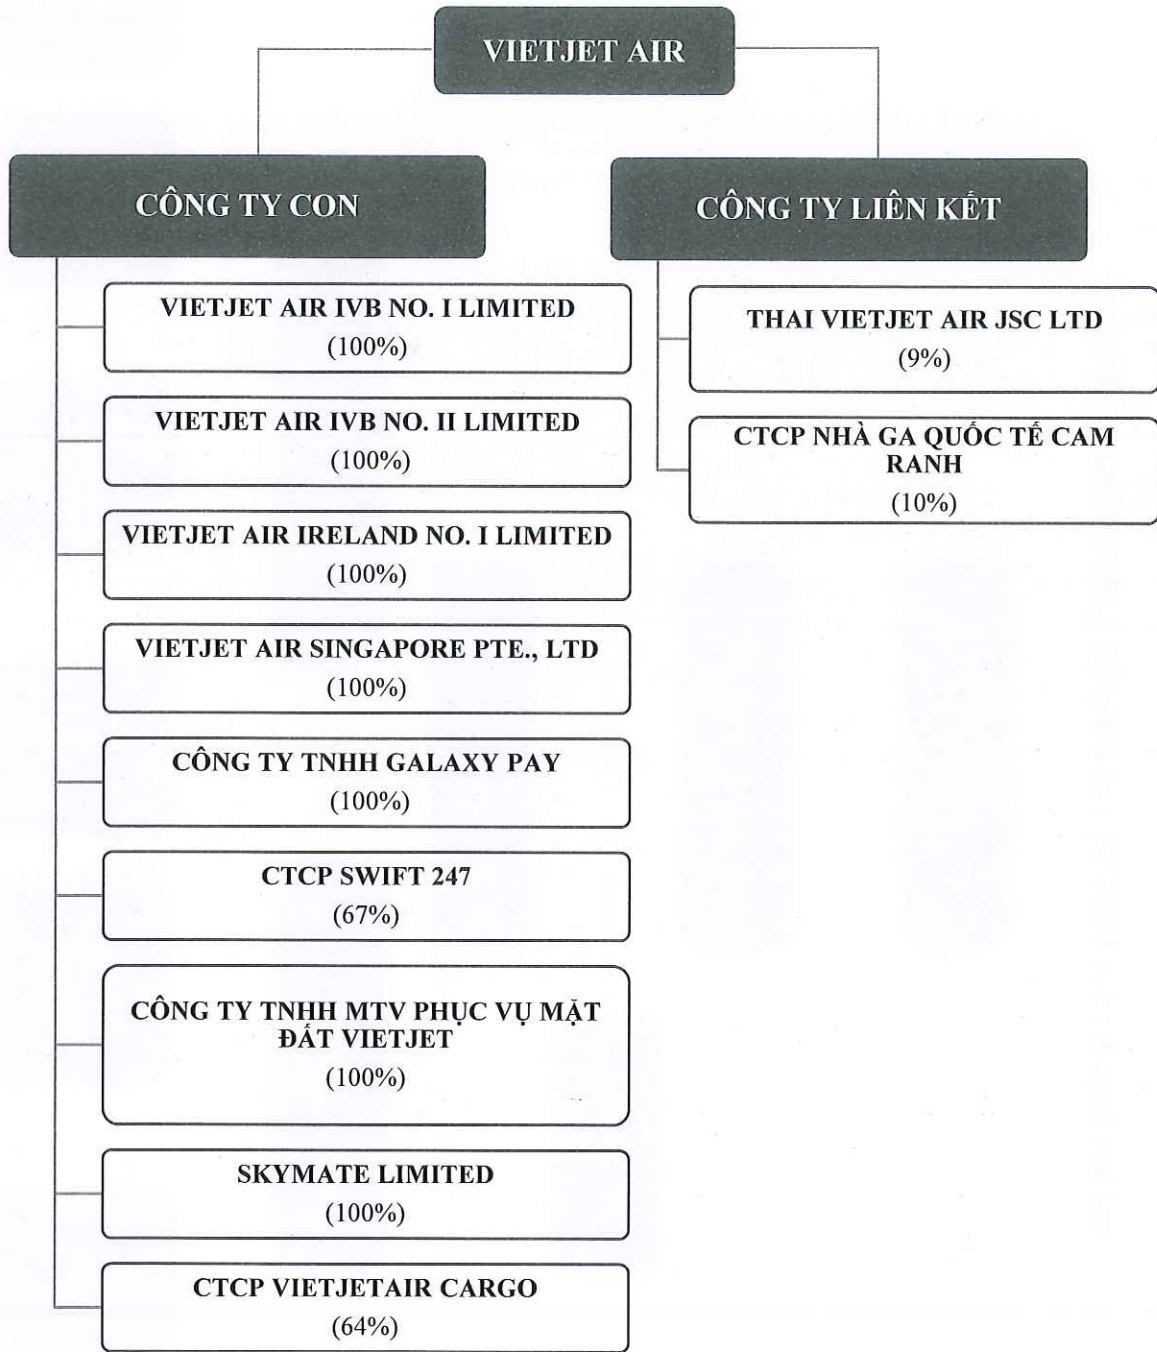 VIETJET AIR
CÔNG TY CON
VIETJET AIR IVB NO. I LIMITED
(100%)
VIETJET AIR IVB NO. II LIMITED
(100%)
VIETJET AIR IRELAND NO. I LIMITED
(100%)
VIETJET AIR SINGAPORE PTE., LTD
(100%)
CÔNG TY TNHH GALAXY PAY
(100%)
CTCP SWIFT 247
(67%)
CÔNG TY TNHH MTV PHỤC VỤ MẶT
ĐẤT VIETJET
(100%)
SKYMATE LIMITED
(100%)
CTCP VIETJETAIR CARGO
(64%)
CÔNG TY LIÊN KẾT
THAI VIETJET AIR JSC LTD
(9%)
CTCP NHÀ GA QUỐC TẾ CAM
RANH
(10%)